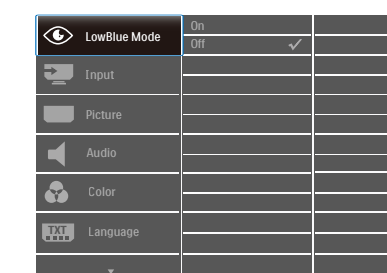 LowBlue Mode
On
Off
Input
Picture
Audio
Color
TXT
Language